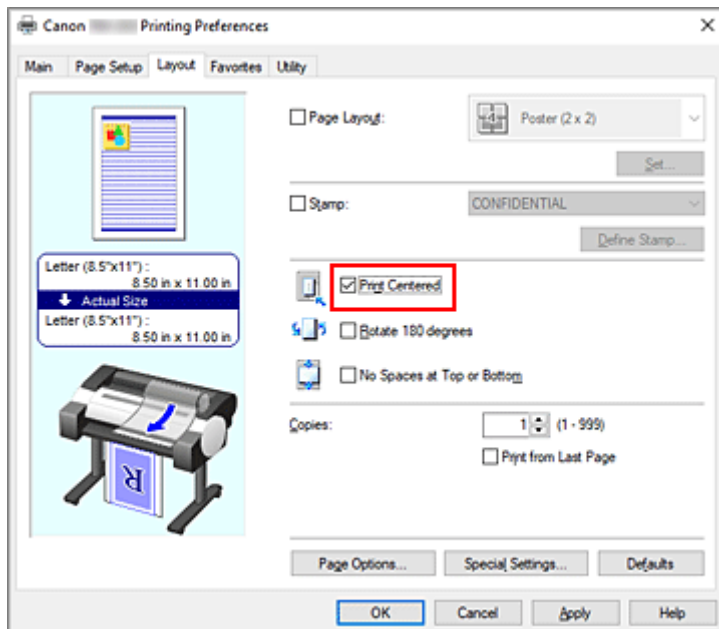 Canon Printing Preferences
Main Page Setup Layout Favorites Utility
Page Layout: Poster (2 x 2)
Set...
Stamp: CONFIDENTIAL
Define Stamp...
Letter (8.5"x11") :
8.50 in x 11.00 in
Actual Size
Letter (8.5"x11") :
8.50 in x 11.00 in
Print Centered
Rotate 180 degrees
No Spaces at Top or Bottom
Copies: 1 (1 - 999)
Print from Last Page
R
Page Options... Special Settings... Defaults
OK Cancel Apply Help